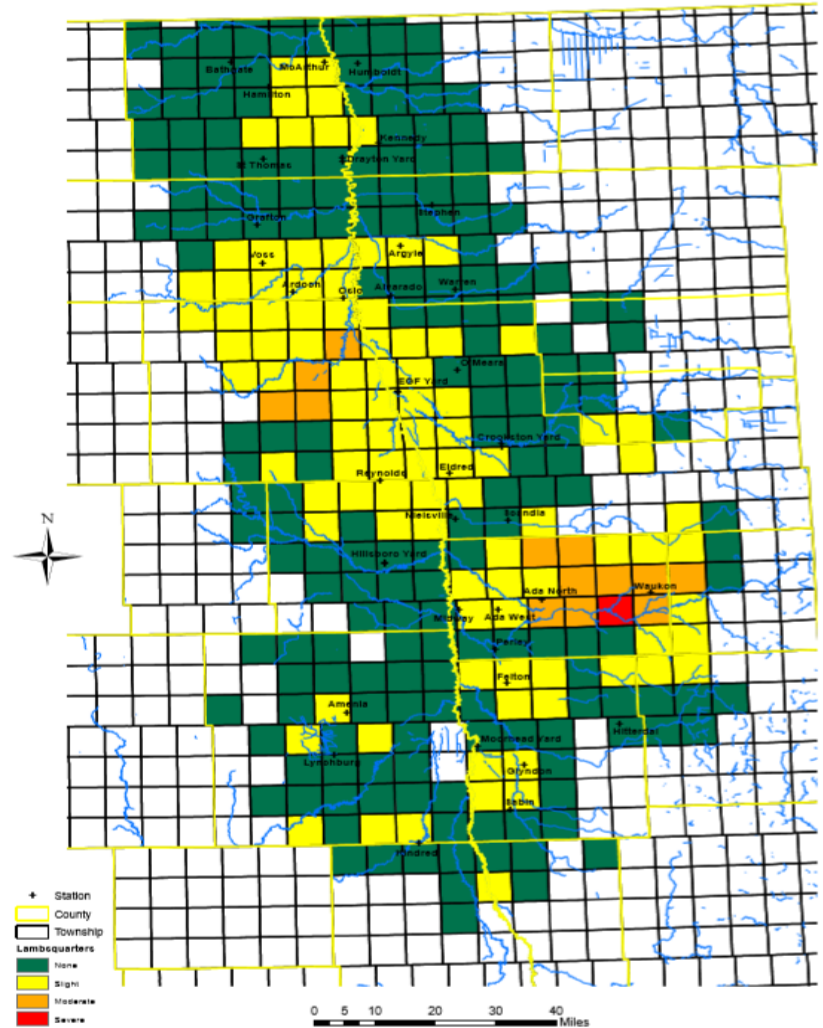 Bathgate
McArthur
Humboldt
Hamilton
Kennedy
St Thomas
Drayton Yard
Grafton
Stephen
Voss
Argyle
Ardoch
Oslo
Alvarado
Warren
O'Meara
EGF Yard
Crookston Yard
Reynolds
Eldred
Nielsville
N
Hillsboro Yard
Ada North
Waukon
Midway
Ada West
Perley
Felton
Amenia
Moorhead Yard
Hitterdal
Lynchburg
Glyndon
Sabin
Kindred
Station
County
Township
Lambsquarters
None
Slight
Moderate
Severe
0 5 10 20 30 40
Miles